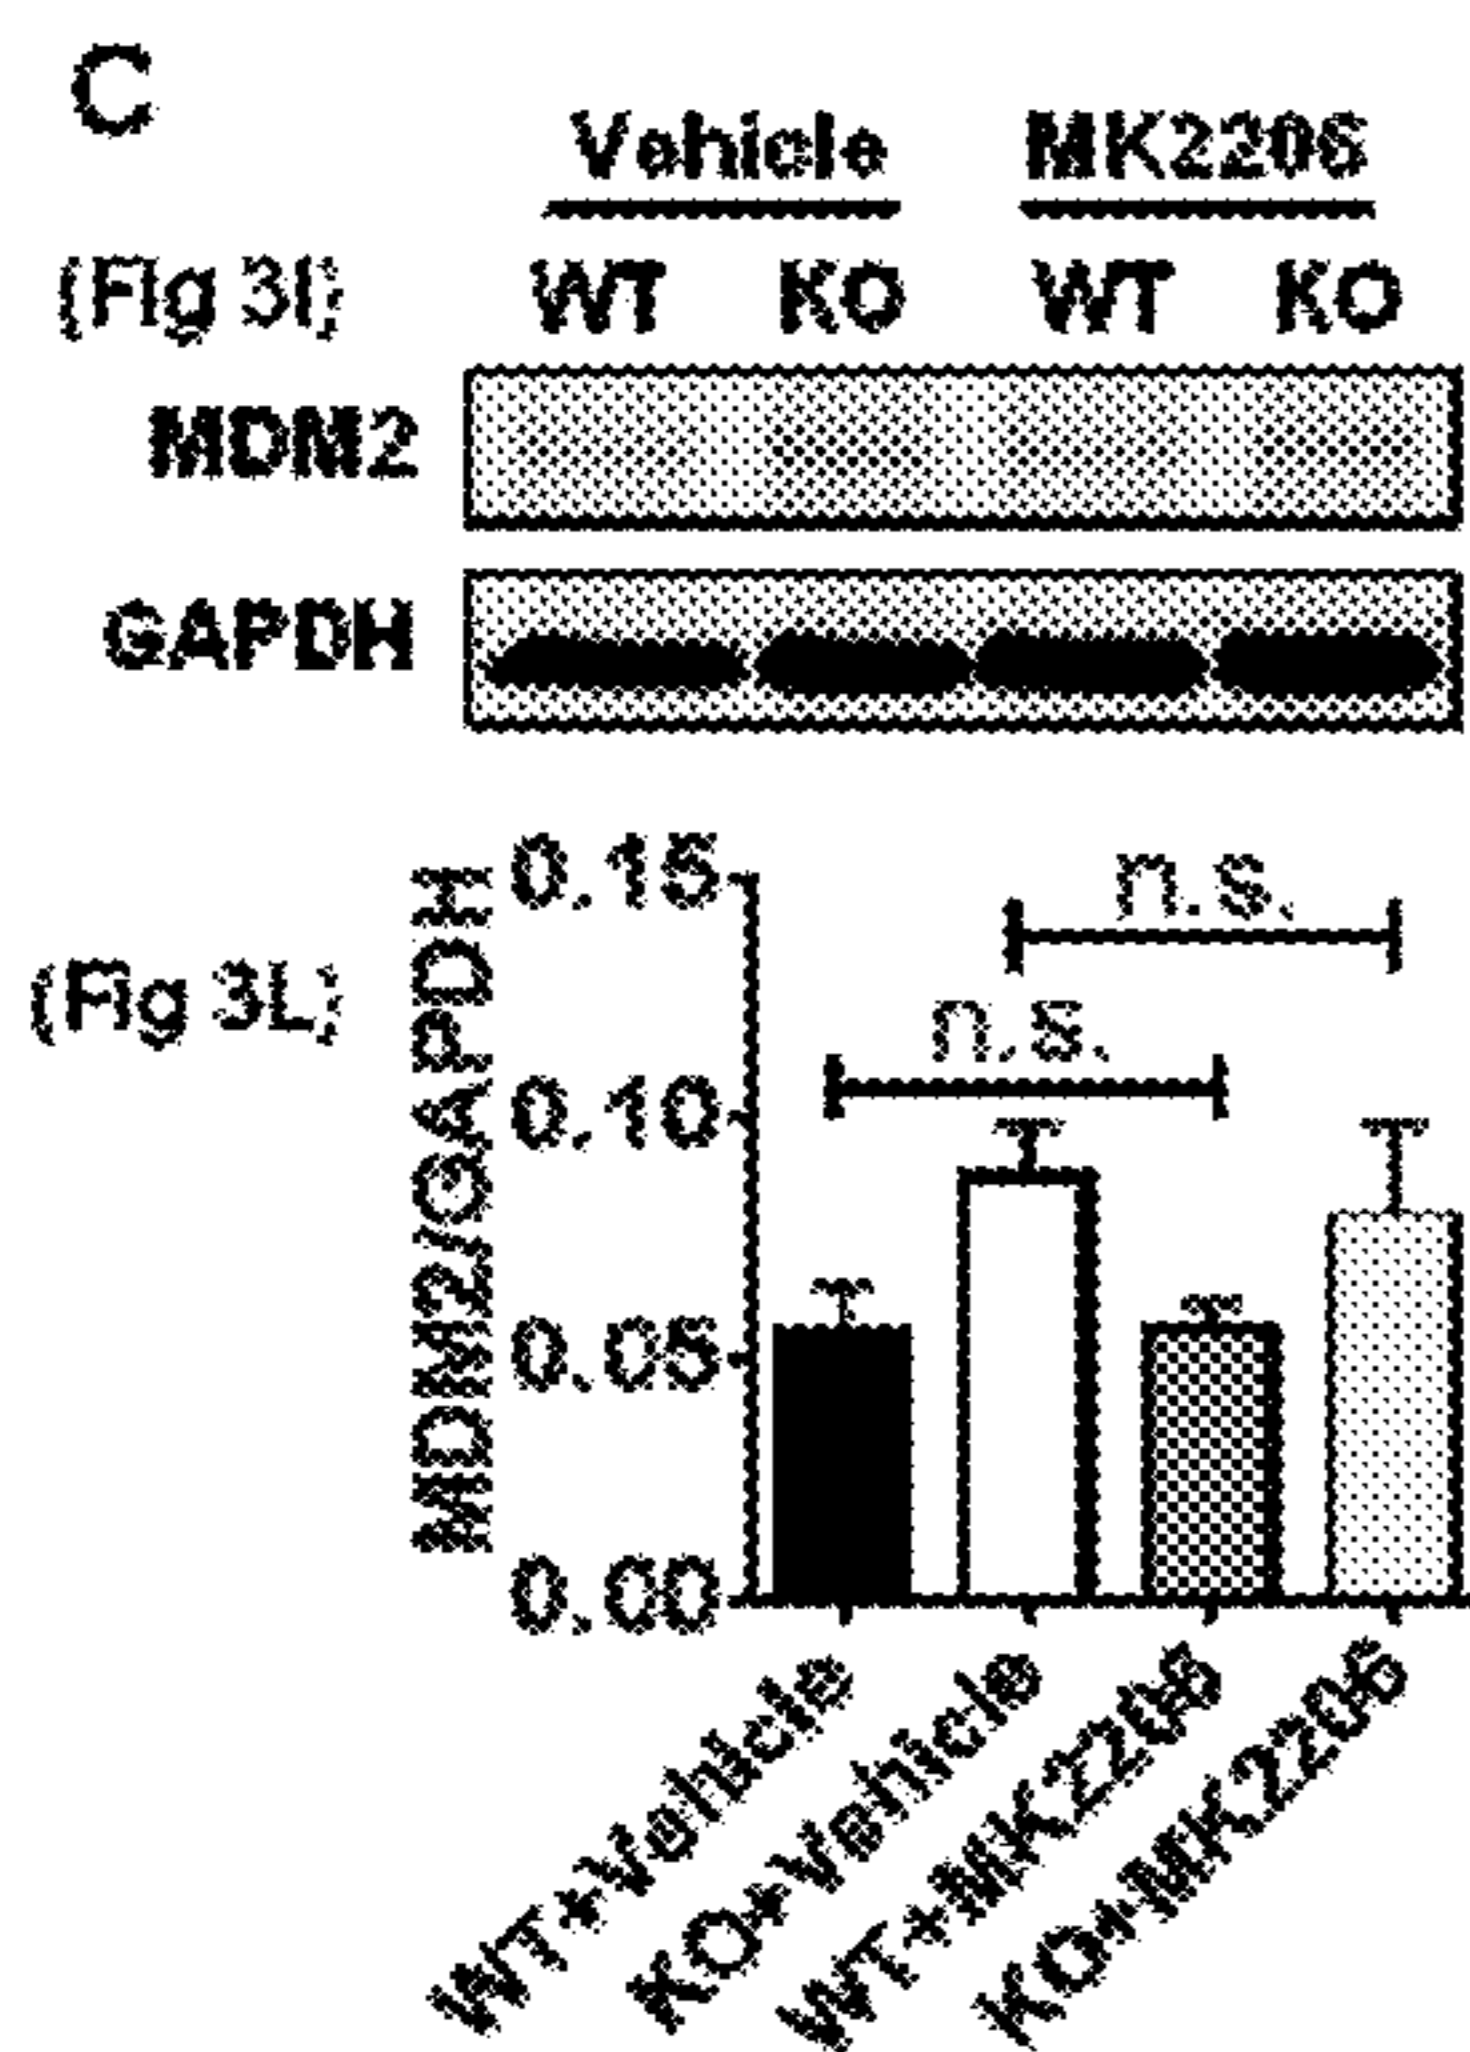 C
Vehicle MK2206
(Fig 3I) WT KO WT KO
MDM2
GAPDH
(Fig 3L)
MDM2/GAPDH
0.15
0.10
0.05
0.00
n.s.
n.s.
WT+Vehicle
KO+Vehicle
WT+MK2206
KO+MK2206